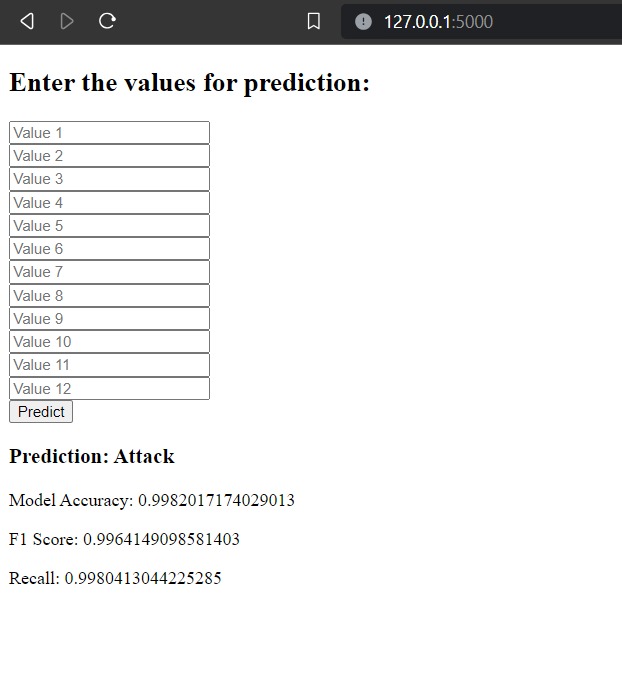 127.0.0.1:5000
Enter the values for prediction:
Value 1
Value 2
Value 3
Value 4
Value 5
Value 6
Value 7
Value 8
Value 9
Value 10
Value 11
Value 12
Predict
Prediction: Attack
Model Accuracy: 0.9982017174029013
F1 Score: 0.9964149098581403
Recall: 0.9980413044225285